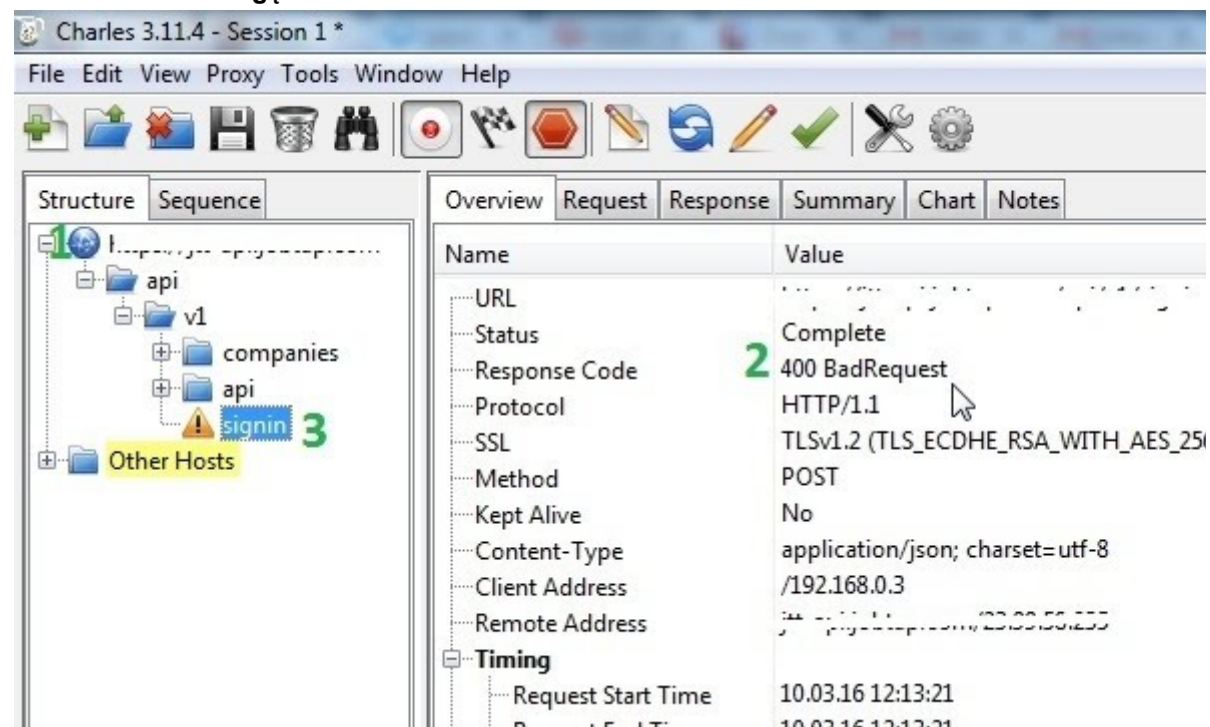 Charles 3.11.4 - Session 1 *
File Edit View Proxy Tools Window Help
Structure Sequence
Overview Request Response Summary Chart Notes
1
api
v1
companies
api
signin 3
Other Hosts
Name Value
URL
Status Complete
Response Code 2 400 BadRequest
Protocol HTTP/1.1
SSL TLSv1.2 (TLS_ECDHE_RSA_WITH_AES_256
Method POST
Kept Alive No
Content-Type application/json; charset=utf-8
Client Address /192.168.0.3
Remote Address
Timing
Request Start Time 10.03.16 12:13:21